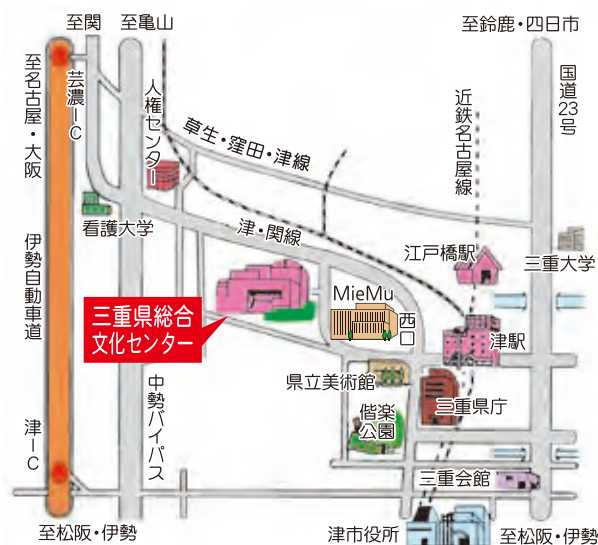 至関
至亀山
至鈴鹿・四日市
至名古屋・大阪
芸濃IC
人権センター
草生・窪田・津線
近鉄名古屋線
国道23号
看護大学
津・関線
江戸橋駅
三重大学
伊勢自動車道
MieMu
西口
三重県総合
文化センター
津駅
県立美術館
三重県庁
中勢バイパス
偕楽
公園
津IC
三重会館
至松阪・伊勢
津市役所
至松阪・伊勢